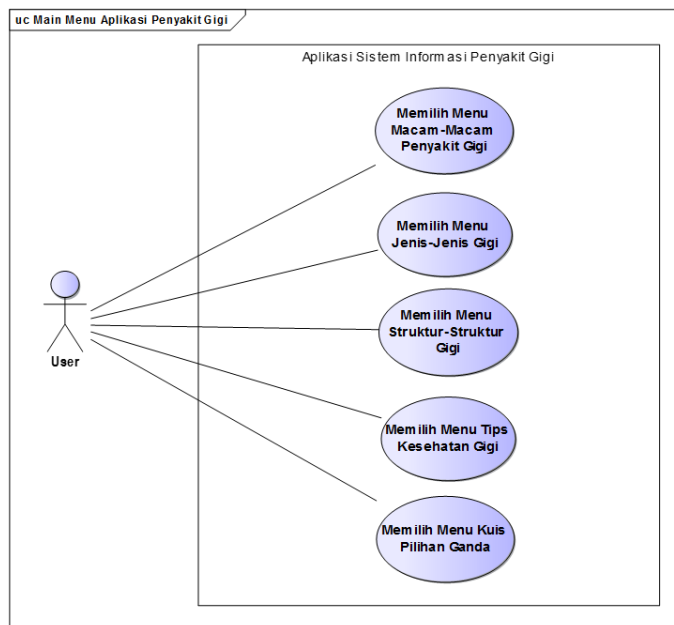 uc Main Menu Aplikasi Penyakit Gigi
Aplikasi Sistem Informasi Penyakit Gigi
Memilih Menu
Macam-Macam
Penyakit Gigi
Memilih Menu
Jenis-Jenis Gigi
Memilih Menu
Struktur-Struktur
Gigi
User
Memilih Menu Tips
Kesehatan Gigi
Memilih Menu Kuis
Pilihan Ganda